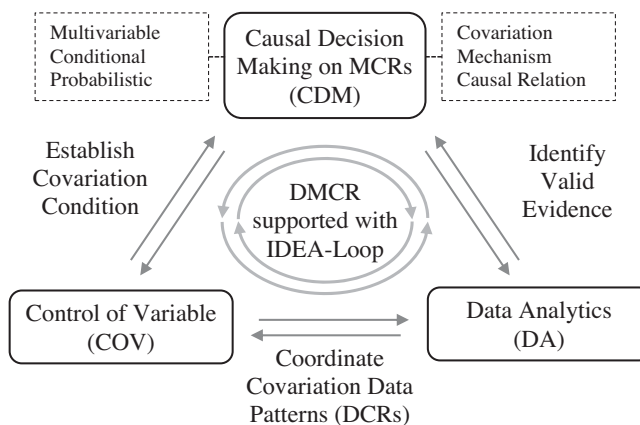 Multivariable
Conditional
Probabilistic
Causal Decision
Making on MCRs
(CDM)
Covariation
Mechanism
Causal Relation
Establish
Covariation
Condition
Identify
Valid
Evidence
DMCR
supported with
IDEA-Loop
Control of Variable
(COV)
Data Analytics
(DA)
Coordinate
Covariation Data
Patterns (DCRs)